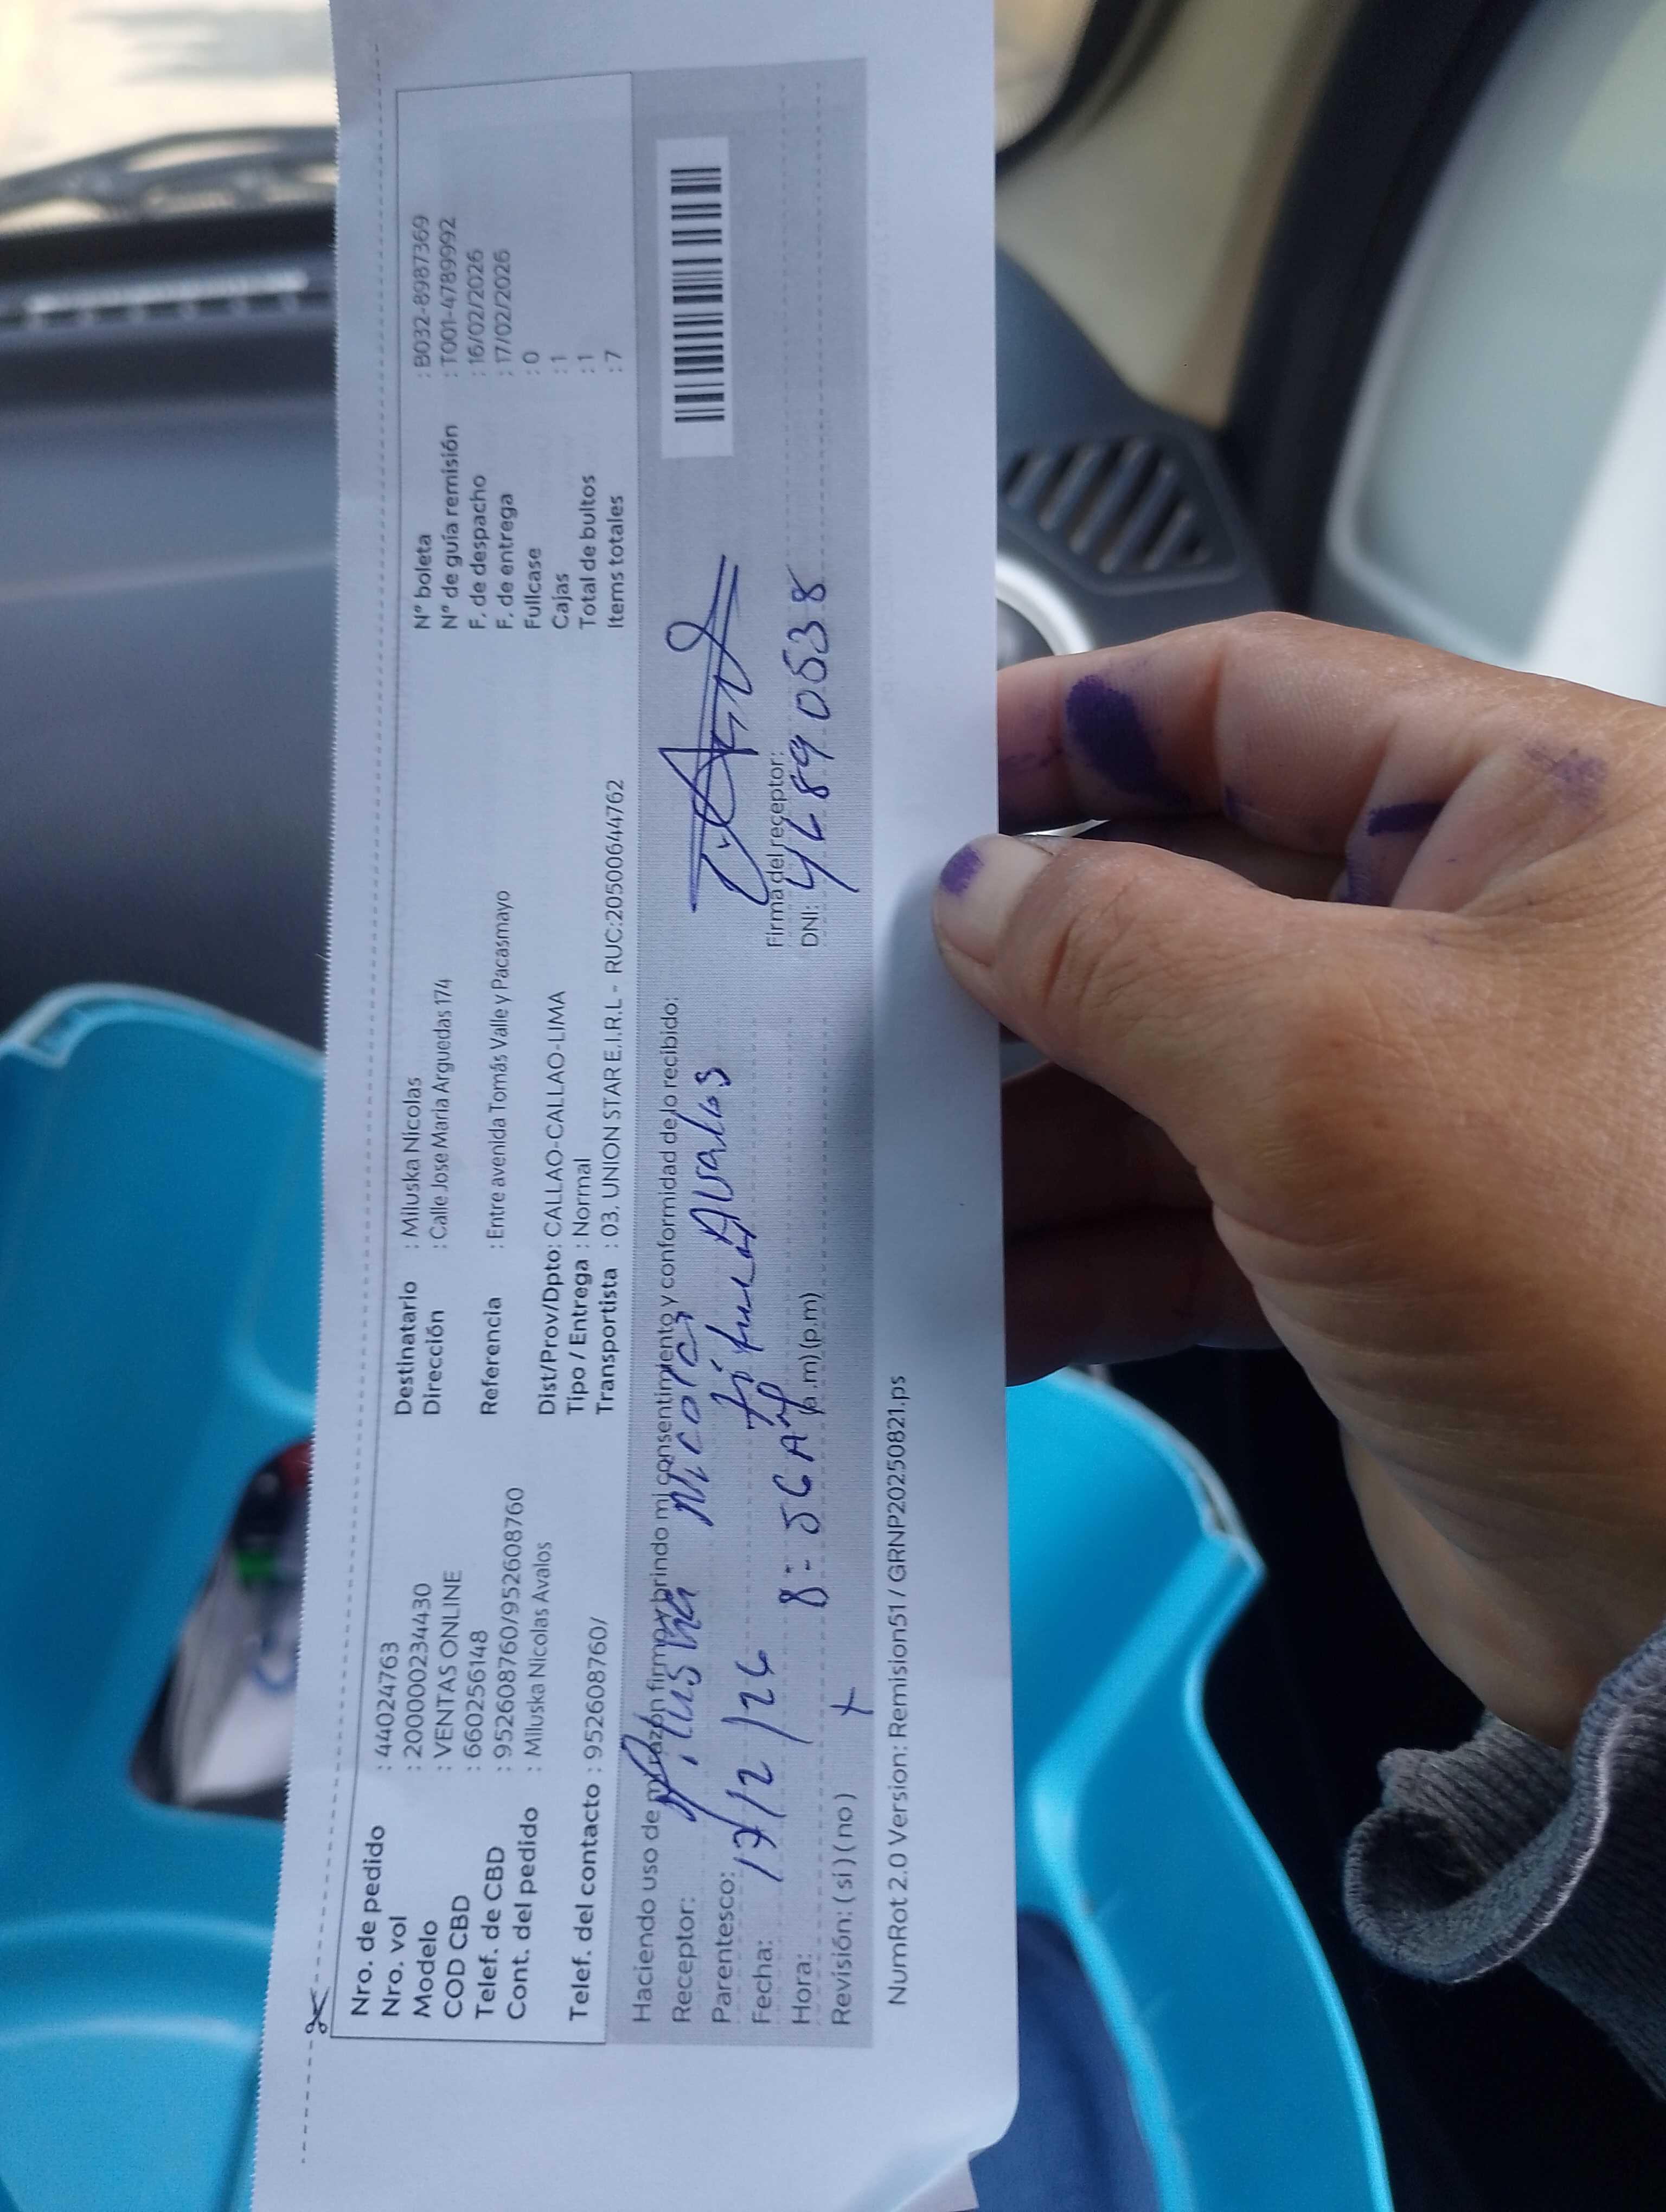 Nro. de pedido : 44024763
Nro. vol : 200000234430
Modelo : VENTAS ONLINE
COD CBD : 660256148
Telef. de CBD : 952608760/952608760
Cont. del pedido : Miluska Nicolas Avalos
Telef. del contacto : 952608760/
Destinatario : Miluska Nicolas
Dirección : Calle Jose Maria Arguedas 174
Referencia : Entre avenida Tomás Valle y Pacasmayo
Dist/Prov/Dpto: CALLAO-CALLAO-LIMA
Tipo / Entrega : Normal
Transportista : 03. UNION STAR E.I.R.L - RUC:20500644762
N° boleta : B032-8987369
N° de guía remisión : T001-4789992
F. de despacho : 16/02/2026
F. de entrega : 17/02/2026
Fullcase : 0
Cajas : 1
Total de bultos : 1
Items totales : 7
Haciendo uso de mi razón firmo y brindo mi consentimiento y conformidad de lo recibido:
Receptor: Miluska Nicolas Avalos
Parentesco: titular
Fecha: 17/2/26
Hora: 8:56 AM (a.m) (p.m)
Revisión: ( sí ) ( no ) x
Firma del receptor:
DNI: 46890538
NumRot 2.0 Version: Remision51 / GRNP20250821.ps